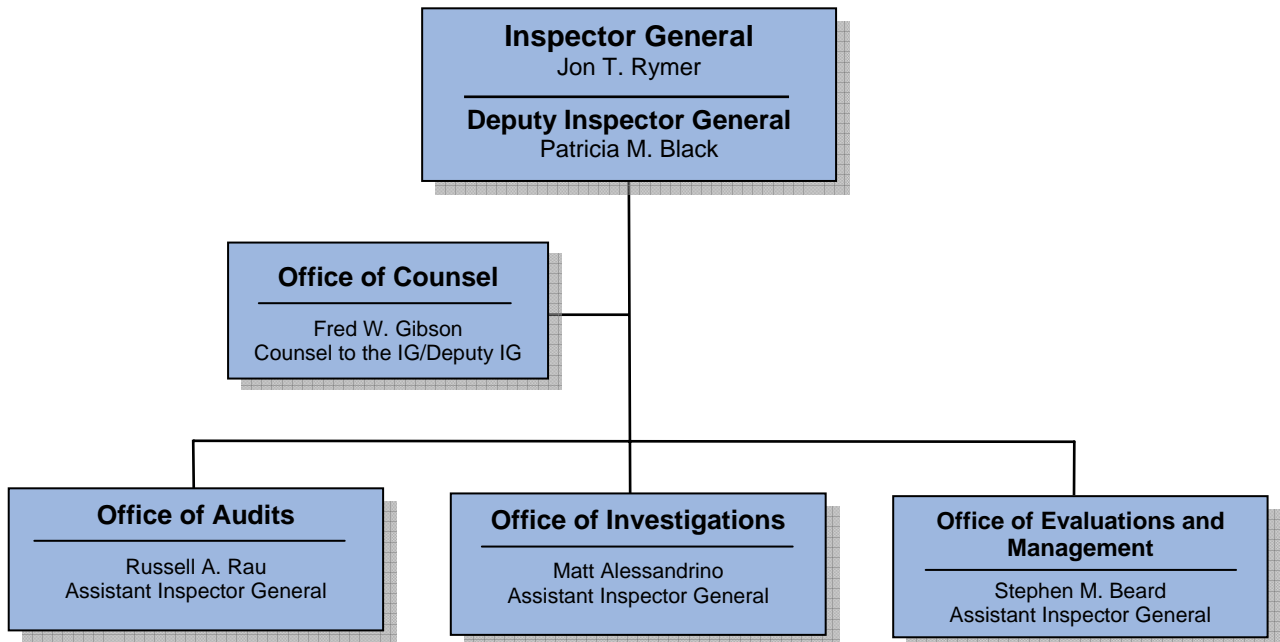 Inspector General
Jon T. Rymer
Deputy Inspector General
Patricia M. Black
Office of Counsel
Fred W. Gibson
Counsel to the IG/Deputy IG
Office of Audits
Russell A. Rau
Assistant Inspector General
Office of Investigations
Matt Alessandrino
Assistant Inspector General
Office of Evaluations and
Management
Stephen M. Beard
Assistant Inspector General